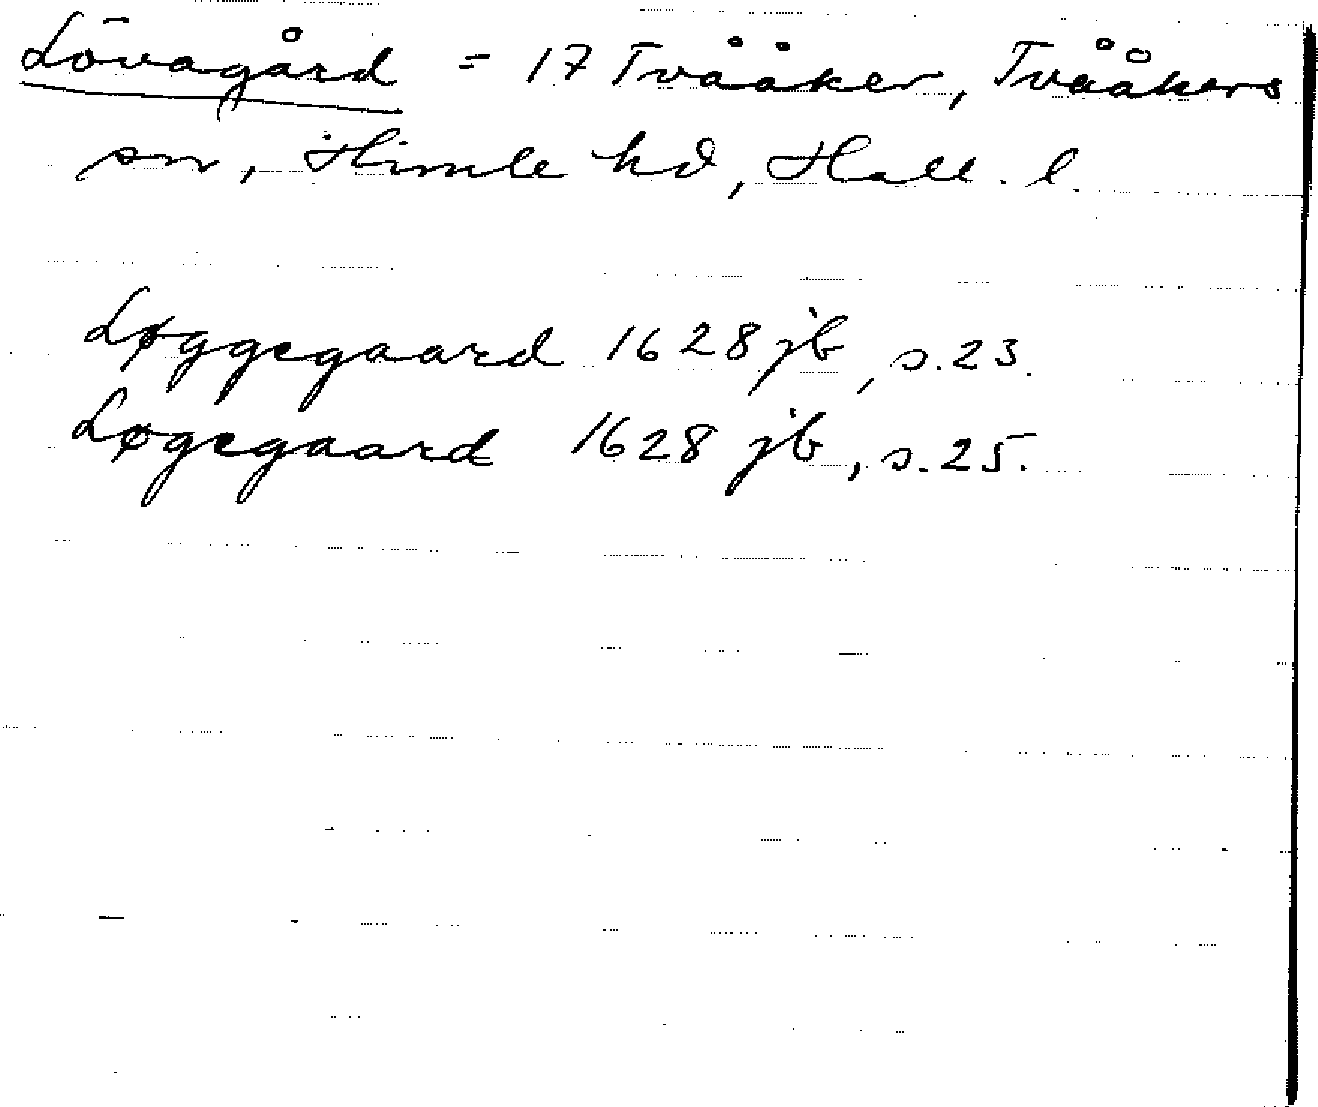 Lövagård = 17 Tvååker, Tvååkers
sn, Himle hd, Hall. l.
Løggegaard 1628 jb, s. 23.
Løgegaard 1628 jb, s. 25.